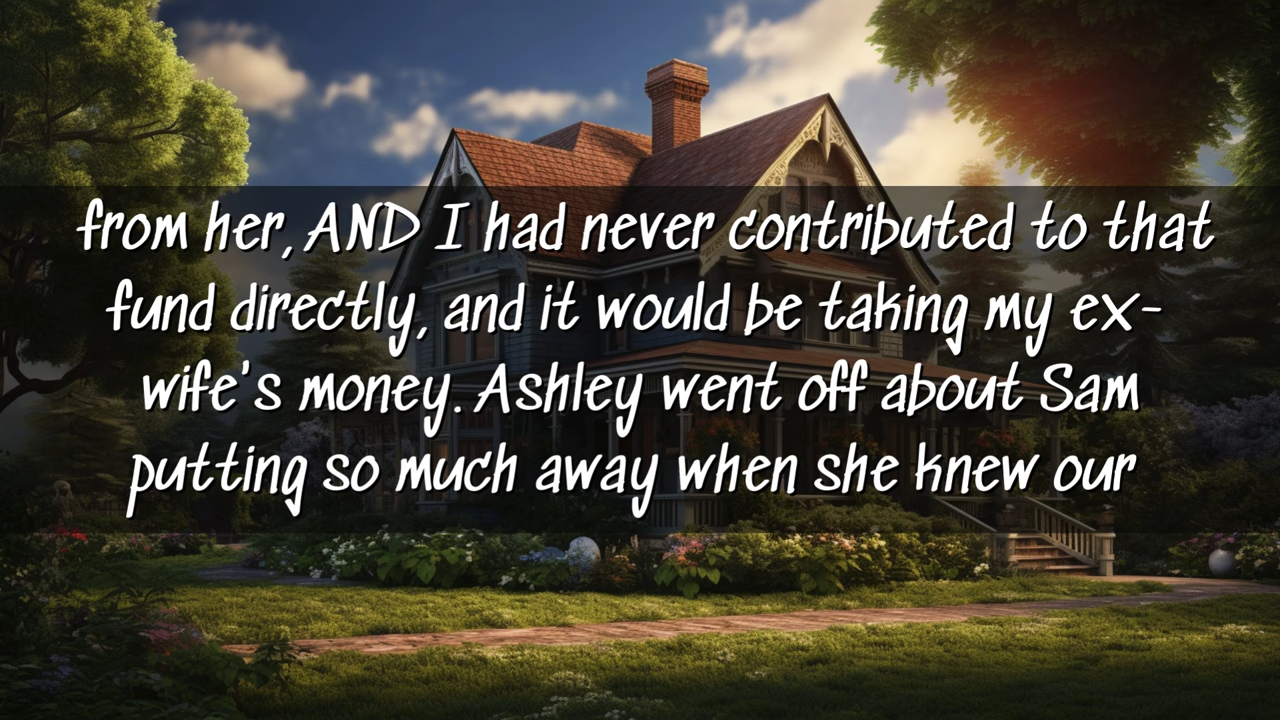 from her, AND I had never contributed to that
fund directly, and it would be taking my ex-
wife's money. Ashley went off about Sam
putting so much away when she knew our